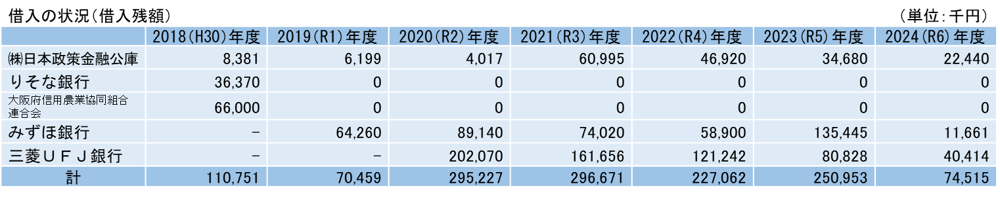 借入の状況(借入残額) (単位:千円)
2018(H30)年度 2019(R1)年度 2020(R2)年度 2021(R3)年度 2022(R4)年度 2023(R5)年度 2024(R6)年度
㈱日本政策金融公庫 8,381 6,199 4,017 60,995 46,920 34,680 22,440
りそな銀行 36,370 0 0 0 0 0 0
大阪府信用農業協同組合
連合会 66,000 0 0 0 0 0 0
みずほ銀行 - 64,260 89,140 74,020 58,900 135,445 11,661
三菱UFJ銀行 - - 202,070 161,656 121,242 80,828 40,414
計 110,751 70,459 295,227 296,671 227,062 250,953 74,515